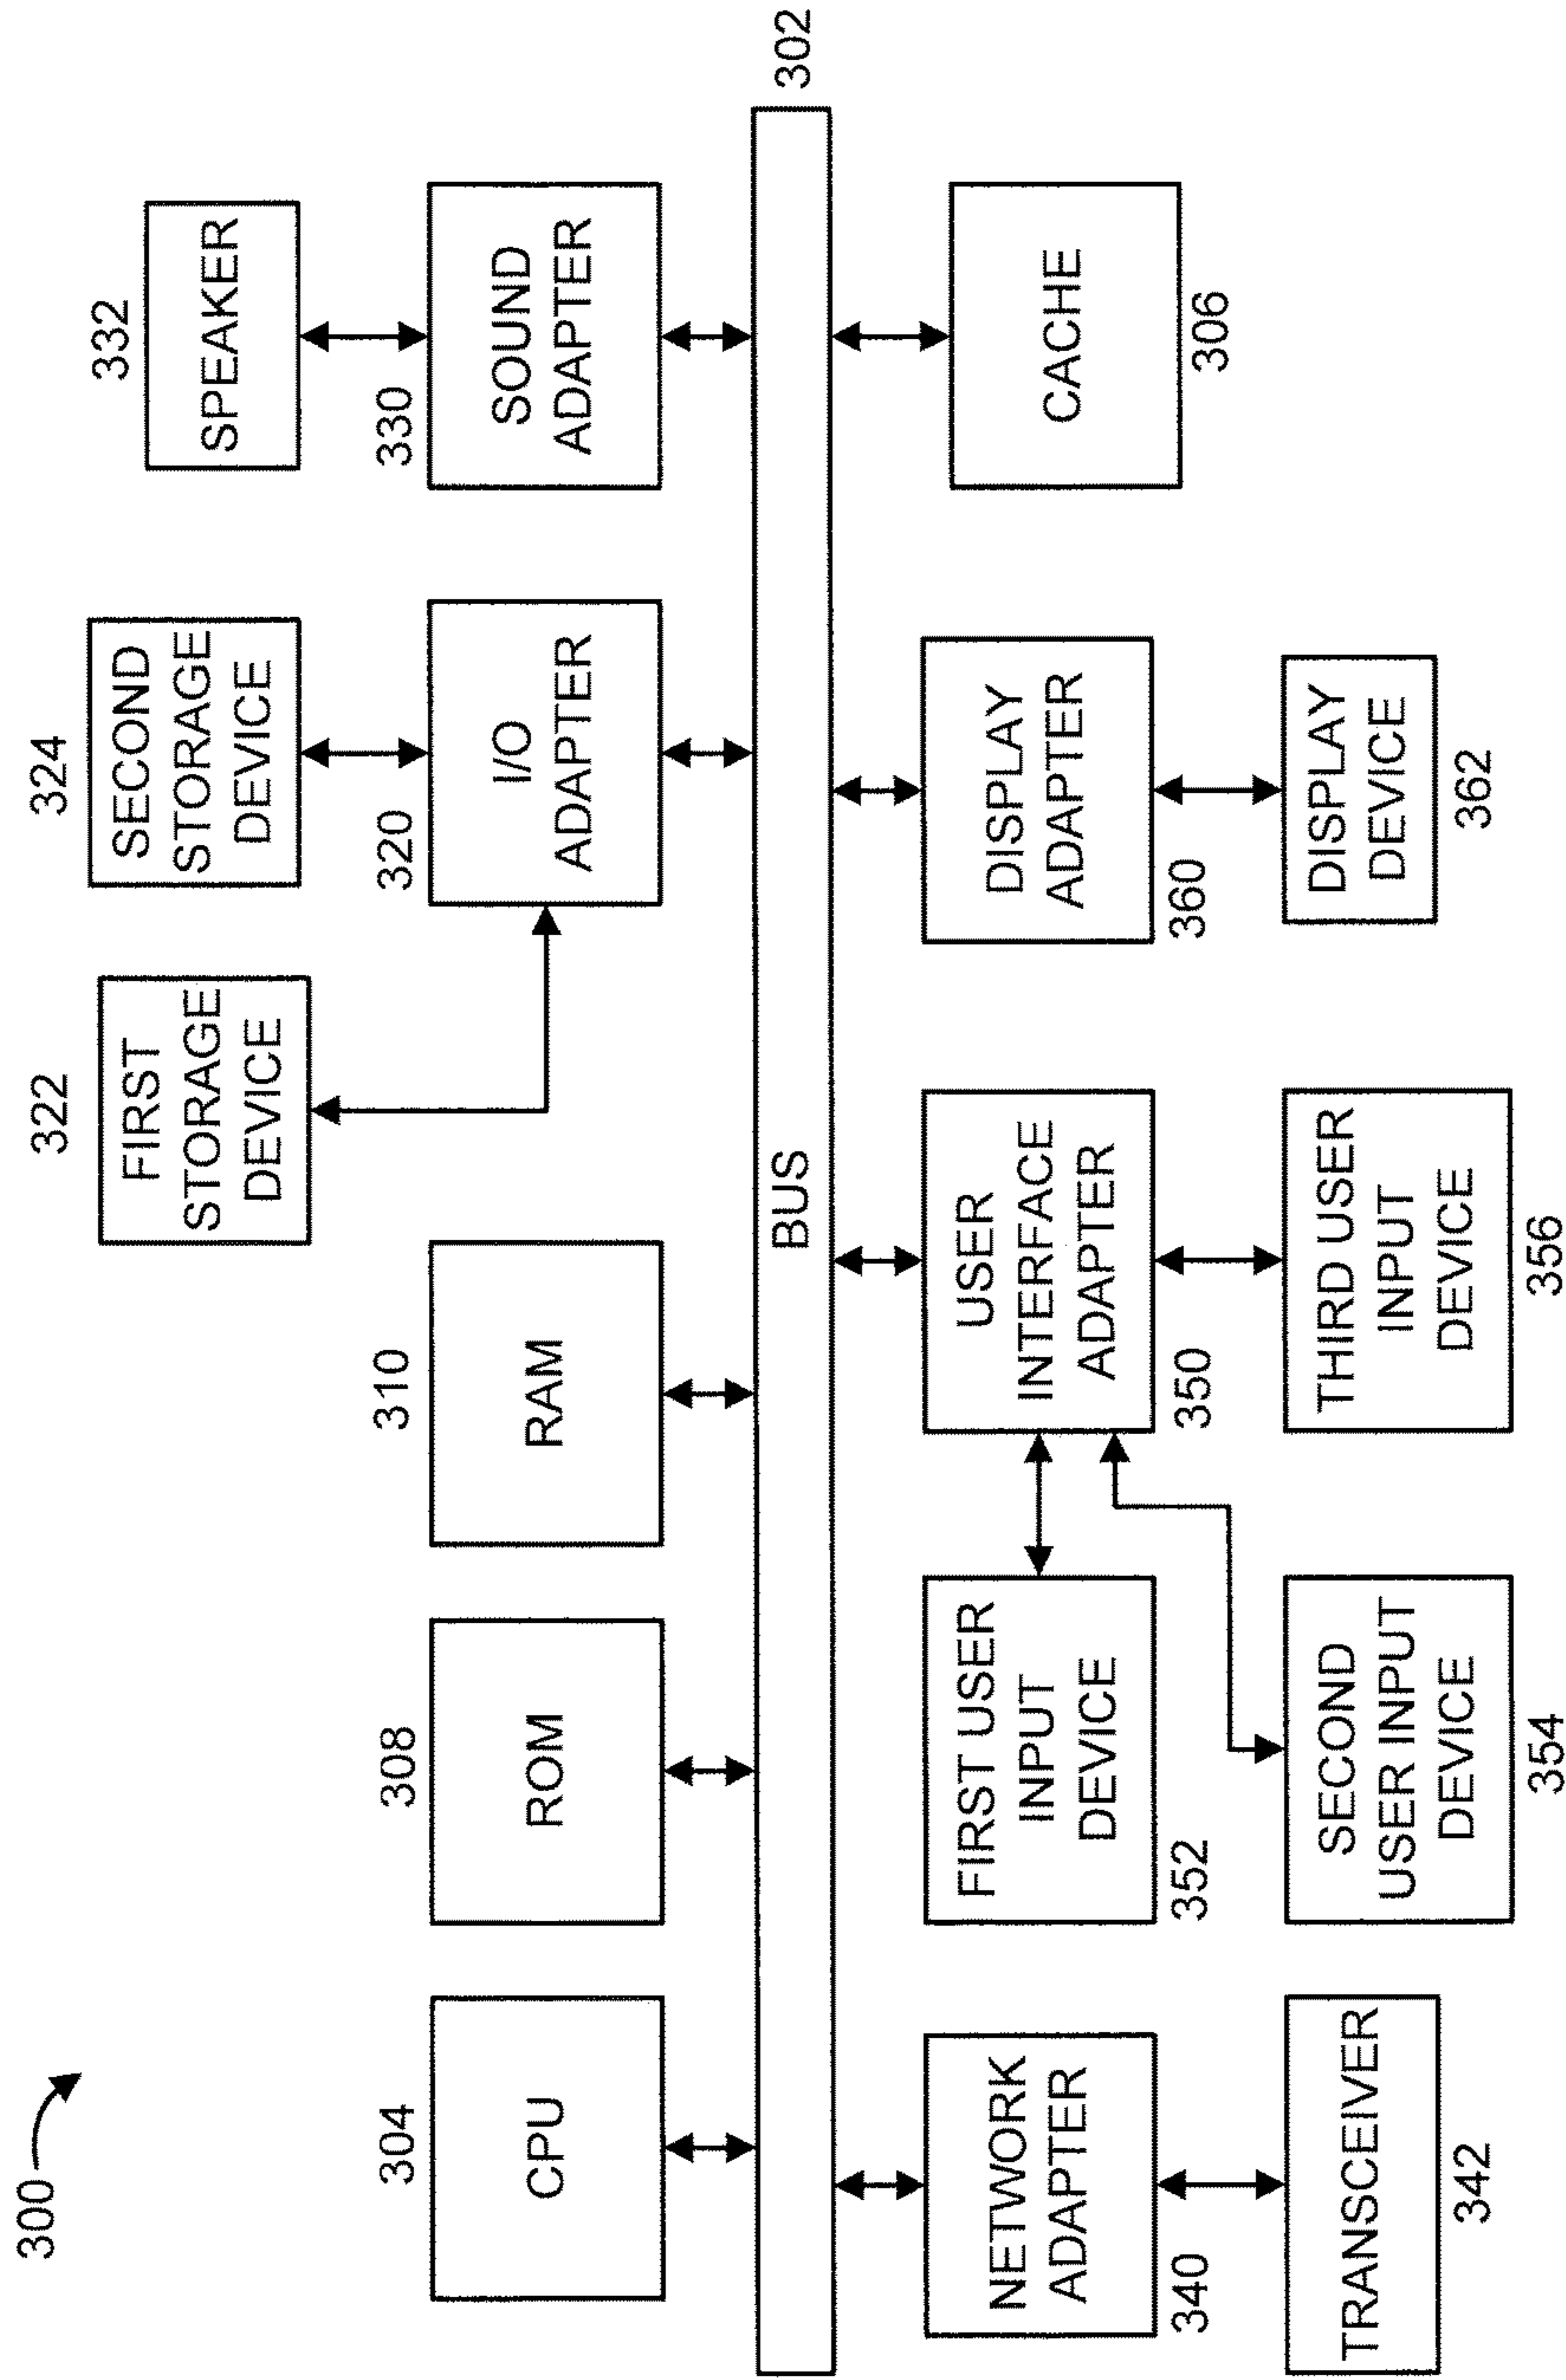 300
304
CPU
308
ROM
310
RAM
322
FIRST
STORAGE
DEVICE
324
SECOND
STORAGE
DEVICE
320
I/O
ADAPTER
332
SPEAKER
330
SOUND
ADAPTER
BUS
302
NETWORK
ADAPTER
340
TRANSCEIVER
342
FIRST USER
INPUT
DEVICE
352
SECOND
USER INPUT
DEVICE
354
USER
INTERFACE
ADAPTER
350
THIRD USER
INPUT
DEVICE
356
DISPLAY
ADAPTER
360
DISPLAY
DEVICE
362
CACHE
306